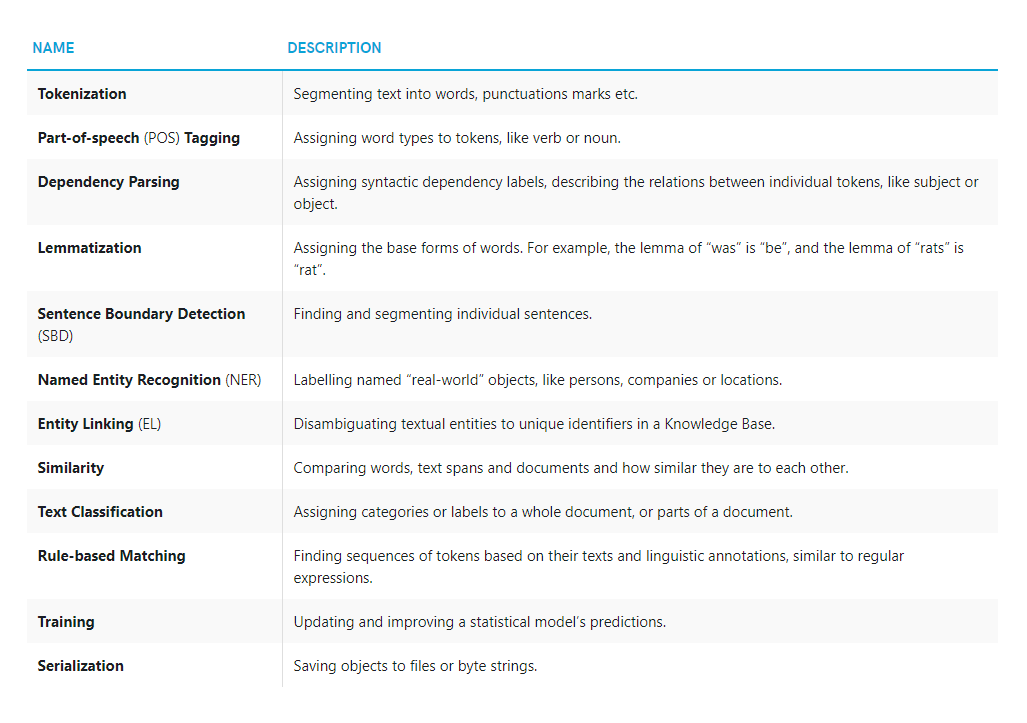 NAME DESCRIPTION
Tokenization Segmenting text into words, punctuations marks etc.
Part-of-speech (POS) Tagging Assigning word types to tokens, like verb or noun.
Dependency Parsing Assigning syntactic dependency labels, describing the relations between individual tokens, like subject or
object.
Lemmatization Assigning the base forms of words. For example, the lemma of “was” is “be”, and the lemma of “rats” is
“rat”.
Sentence Boundary Detection Finding and segmenting individual sentences.
(SBD)
Named Entity Recognition (NER) Labelling named “real-world” objects, like persons, companies or locations.
Entity Linking (EL) Disambiguating textual entities to unique identifiers in a Knowledge Base.
Similarity Comparing words, text spans and documents and how similar they are to each other.
Text Classification Assigning categories or labels to a whole document, or parts of a document.
Rule-based Matching Finding sequences of tokens based on their texts and linguistic annotations, similar to regular
expressions.
Training Updating and improving a statistical model’s predictions.
Serialization Saving objects to files or byte strings.